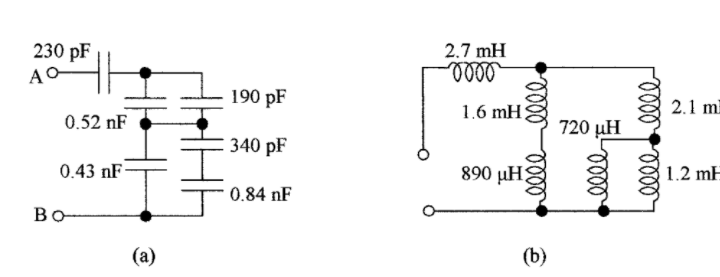 230 pF
A
190 pF
0.52 nF
340 pF
0.43 nF
0.84 nF
B
(a)
2.7 mH
1.6 mH
720 μH
2.1 m
890 μH
1.2 mH
(b)